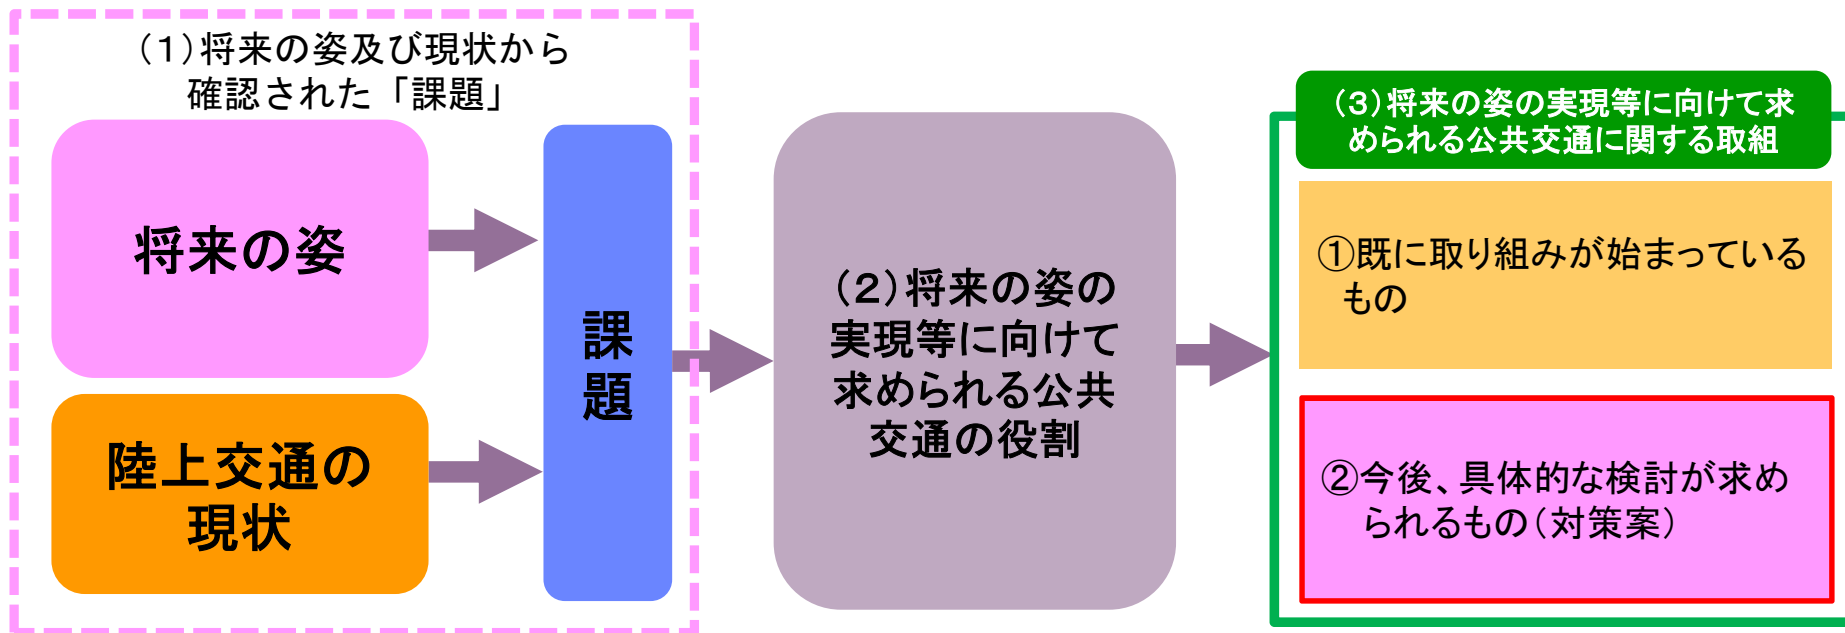 (1)将来の姿及び現状から
確認された「課題」
将来の姿
陸上交通の
現状
課
題
(2)将来の姿の
実現等に向けて
求められる公共
交通の役割
(3)将来の姿の実現等に向けて求
められる公共交通に関する取組
①既に取り組みが始まっている
もの
②今後、具体的な検討が求め
られるもの(対策案)